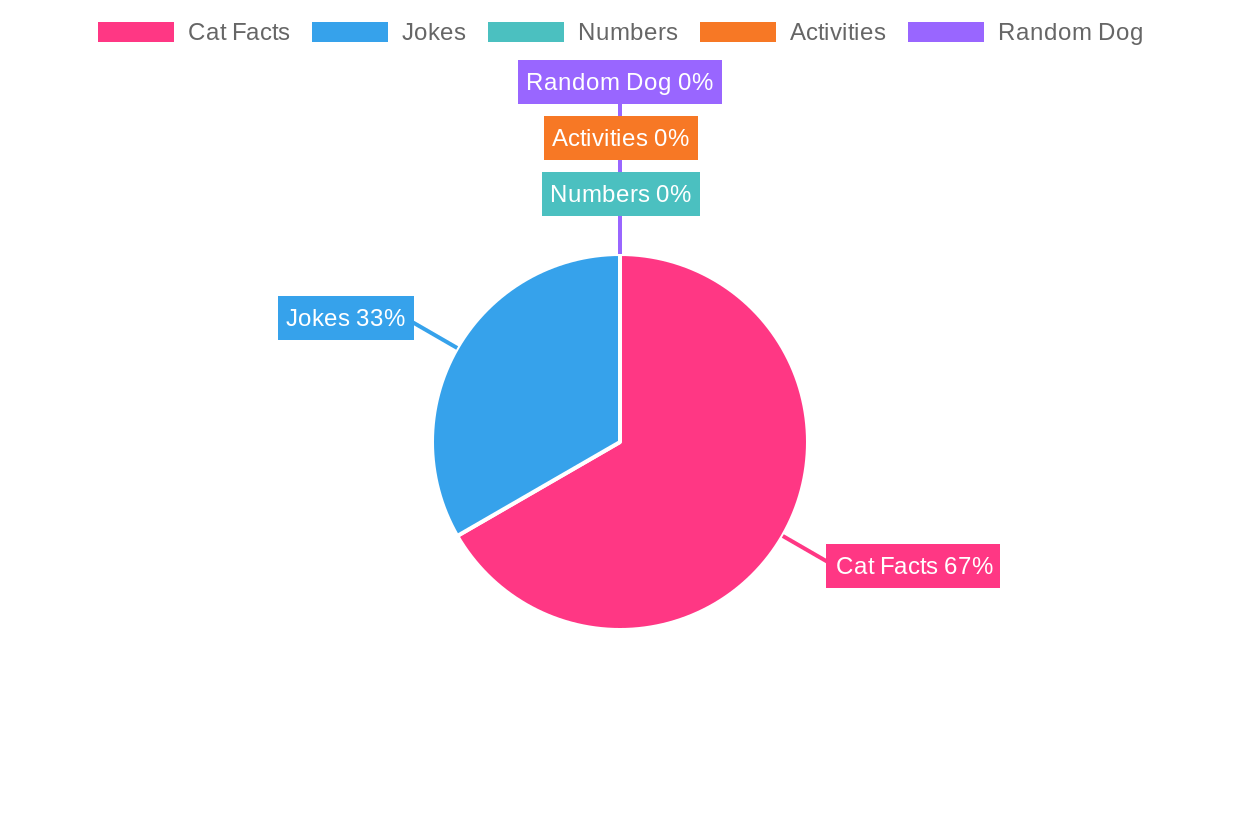 Cat Facts Jokes Numbers Activities Random Dog
Random Dog 0%
Activities 0%
Numbers 0%
Jokes 33%
Cat Facts 67%